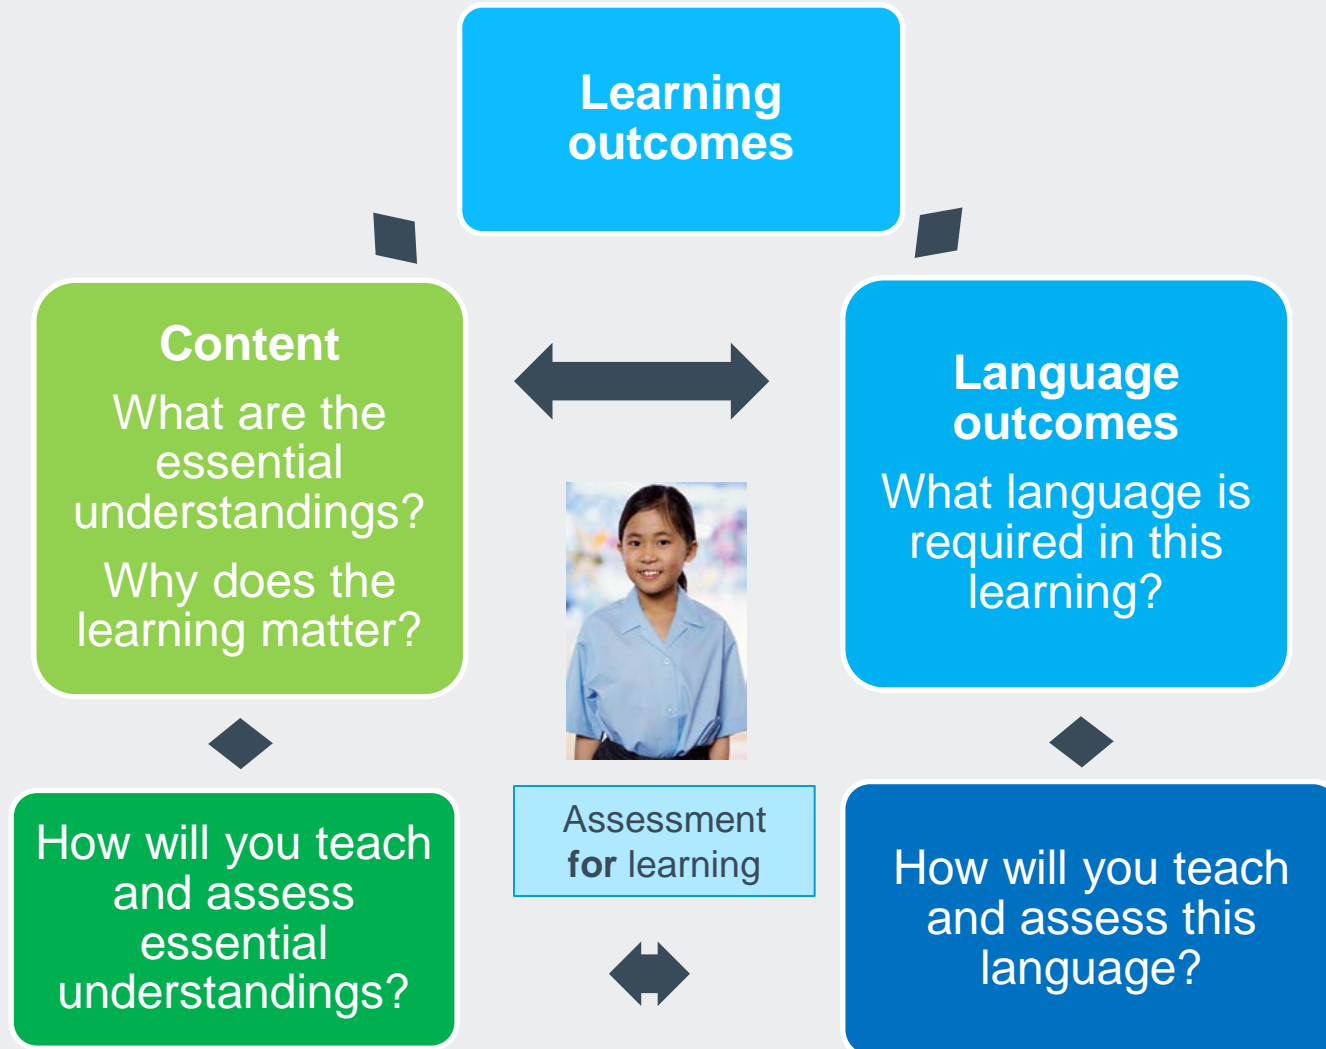 Learning
outcomes
Content
What are the
essential
understandings?
Why does the
learning matter?
Language
outcomes
What language is
required in this
learning?
Assessment
for learning
How will you teach
and assess
essential
understandings?
How will you teach
and assess this
language?